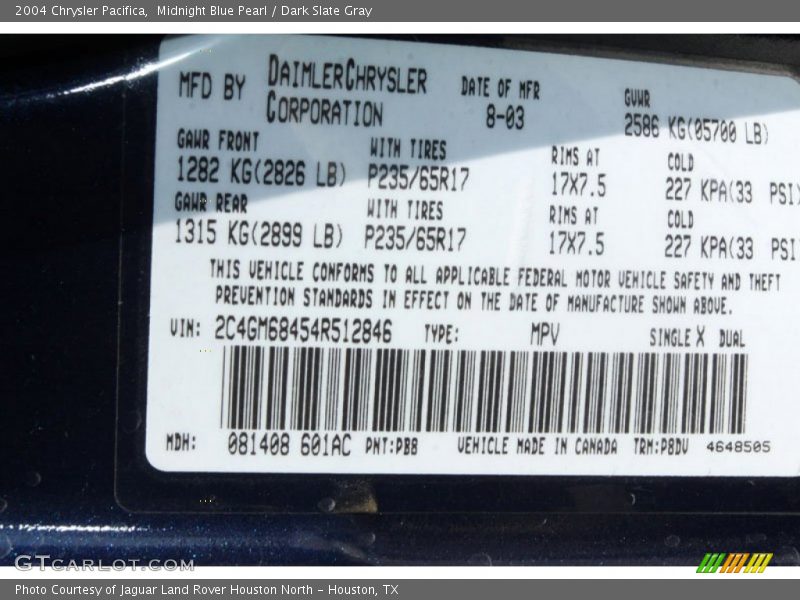 2004 Chrysler Pacifica,  Midnight Blue Pearl / Dark Slate Gray
MFD BY DAIMLERCHRYSLER CORPORATION
DATE OF MFR
8-03
GVWR
2586 KG(05700 LB)
GAWR FRONT WITH TIRES RIMS AT COLD
1282 KG(2826 LB) P235/65R17 17X7.5 227 KPA(33 PSI)
GAWR REAR WITH TIRES RIMS AT COLD
1315 KG(2899 LB) P235/65R17 17X7.5 227 KPA(33 PSI)
THIS VEHICLE CONFORMS TO ALL APPLICABLE FEDERAL MOTOR VEHICLE SAFETY AND THEFT
PREVENTION STANDARDS IN EFFECT ON THE DATE OF MANUFACTURE SHOWN ABOVE.
VIN: 2C4GM68454R512846 TYPE: MPV SINGLE X DUAL
MDH: 081408 601AC PNT:PB8 VEHICLE MADE IN CANADA TRM:P8DV 4648505
GTCARLOT.COM
Photo Courtesy of Jaguar Land Rover Houston North - Houston, TX